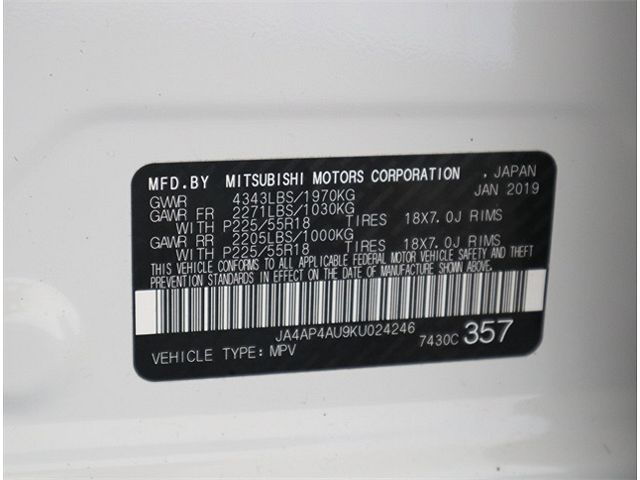 MFD.BY MITSUBISHI MOTORS CORPORATION , JAPAN
GVWR 4343LBS/1970KG JAN 2019
GAWR FR 2271LBS/1030KG
WITH P225/55R18 TIRES 18X7.0J RIMS
GAWR RR 2205LBS/1000KG
WITH P225/55R18 TIRES 18X7.0J RIMS
THIS VEHICLE CONFORMS TO ALL APPLICABLE FEDERAL MOTOR VEHICLE SAFETY AND THEFT
PREVENTION STANDARDS IN EFFECT ON THE DATE OF MANUFACTURE SHOWN ABOVE.
JA4AP4AU9KU024246
VEHICLE TYPE: MPV 7430C 357